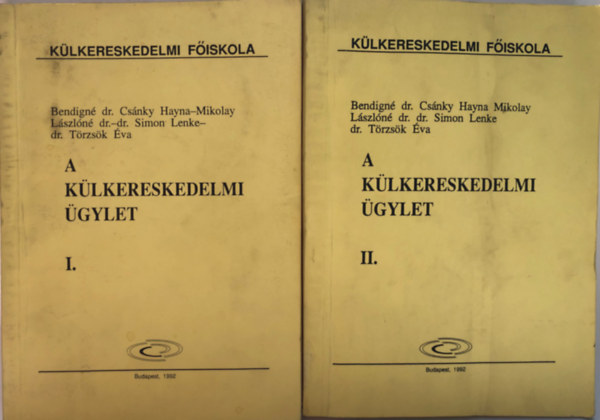 KÜLKERESKEDELMI FŐISKOLA
Bendigné dr. Csánky Hayna–Mikolay
Lászlóné dr.–dr. Simon Lenke–
dr. Törzsök Éva
A
KÜLKERESKEDELMI
ÜGYLET
I.
Budapest, 1992
KÜLKERESKEDELMI FŐISKOLA
Bendigné dr. Csánky Hayna Mikolay
Lászlóné dr. dr. Simon Lenke
dr. Törzsök Éva
A
KÜLKERESKEDELMI
ÜGYLET
II.
Budapest, 1992